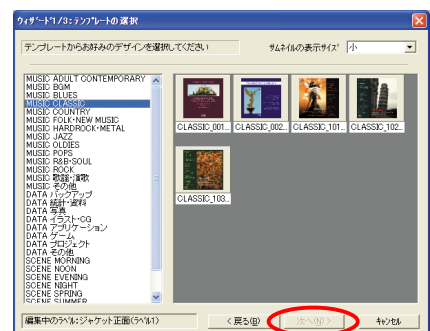 ウィザード1/3:テンプレートの選択
テンプレートからお好みのデザインを選択してください
サムネイルの表示サイズ 小
MUSIC ADULT CONTEMPORARY
MUSIC BGM
MUSIC BLUES
MUSIC CLASSIC
MUSIC COUNTRY
MUSIC FOLK・NEW MUSIC
MUSIC HARDROCK・METAL
MUSIC JAZZ
MUSIC OLDIES
MUSIC POPS
MUSIC R&B・SOUL
MUSIC ROCK
MUSIC 歌謡・演歌
MUSIC その他
DATA バックアップ
DATA 統計・資料
DATA 写真
DATA イラスト・CG
DATA アプリケーション
DATA ゲーム
DATA プロジェクト
DATA その他
SCENE MORNING
SCENE NOON
SCENE EVENING
SCENE NIGHT
SCENE SPRING
SCENE SUMMER
CLASSIC_001... CLASSIC_002... CLASSIC_101... CLASSIC_102...
CLASSIC_103...
編集中のラベル:ジャケット正面(ラベル1)
< 戻る(B) 次へ(N) > キャンセル